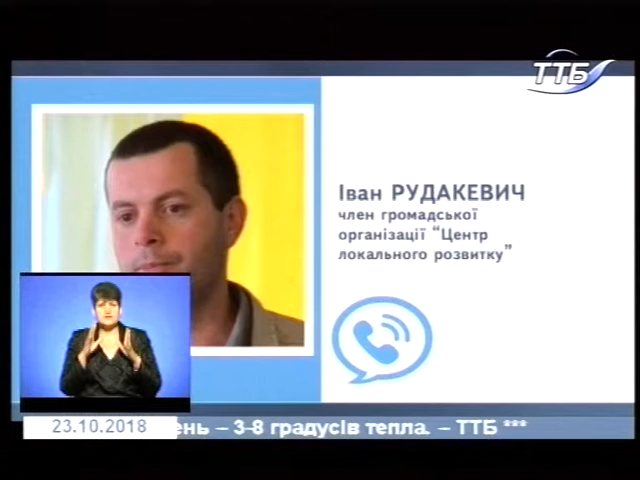 ТТБ
Іван РУДАКЕВИЧ
член громадської
організації “Центр
локального розвитку”
23.10.2018
ень – 3-8 градусів тепла. – ТТБ ***